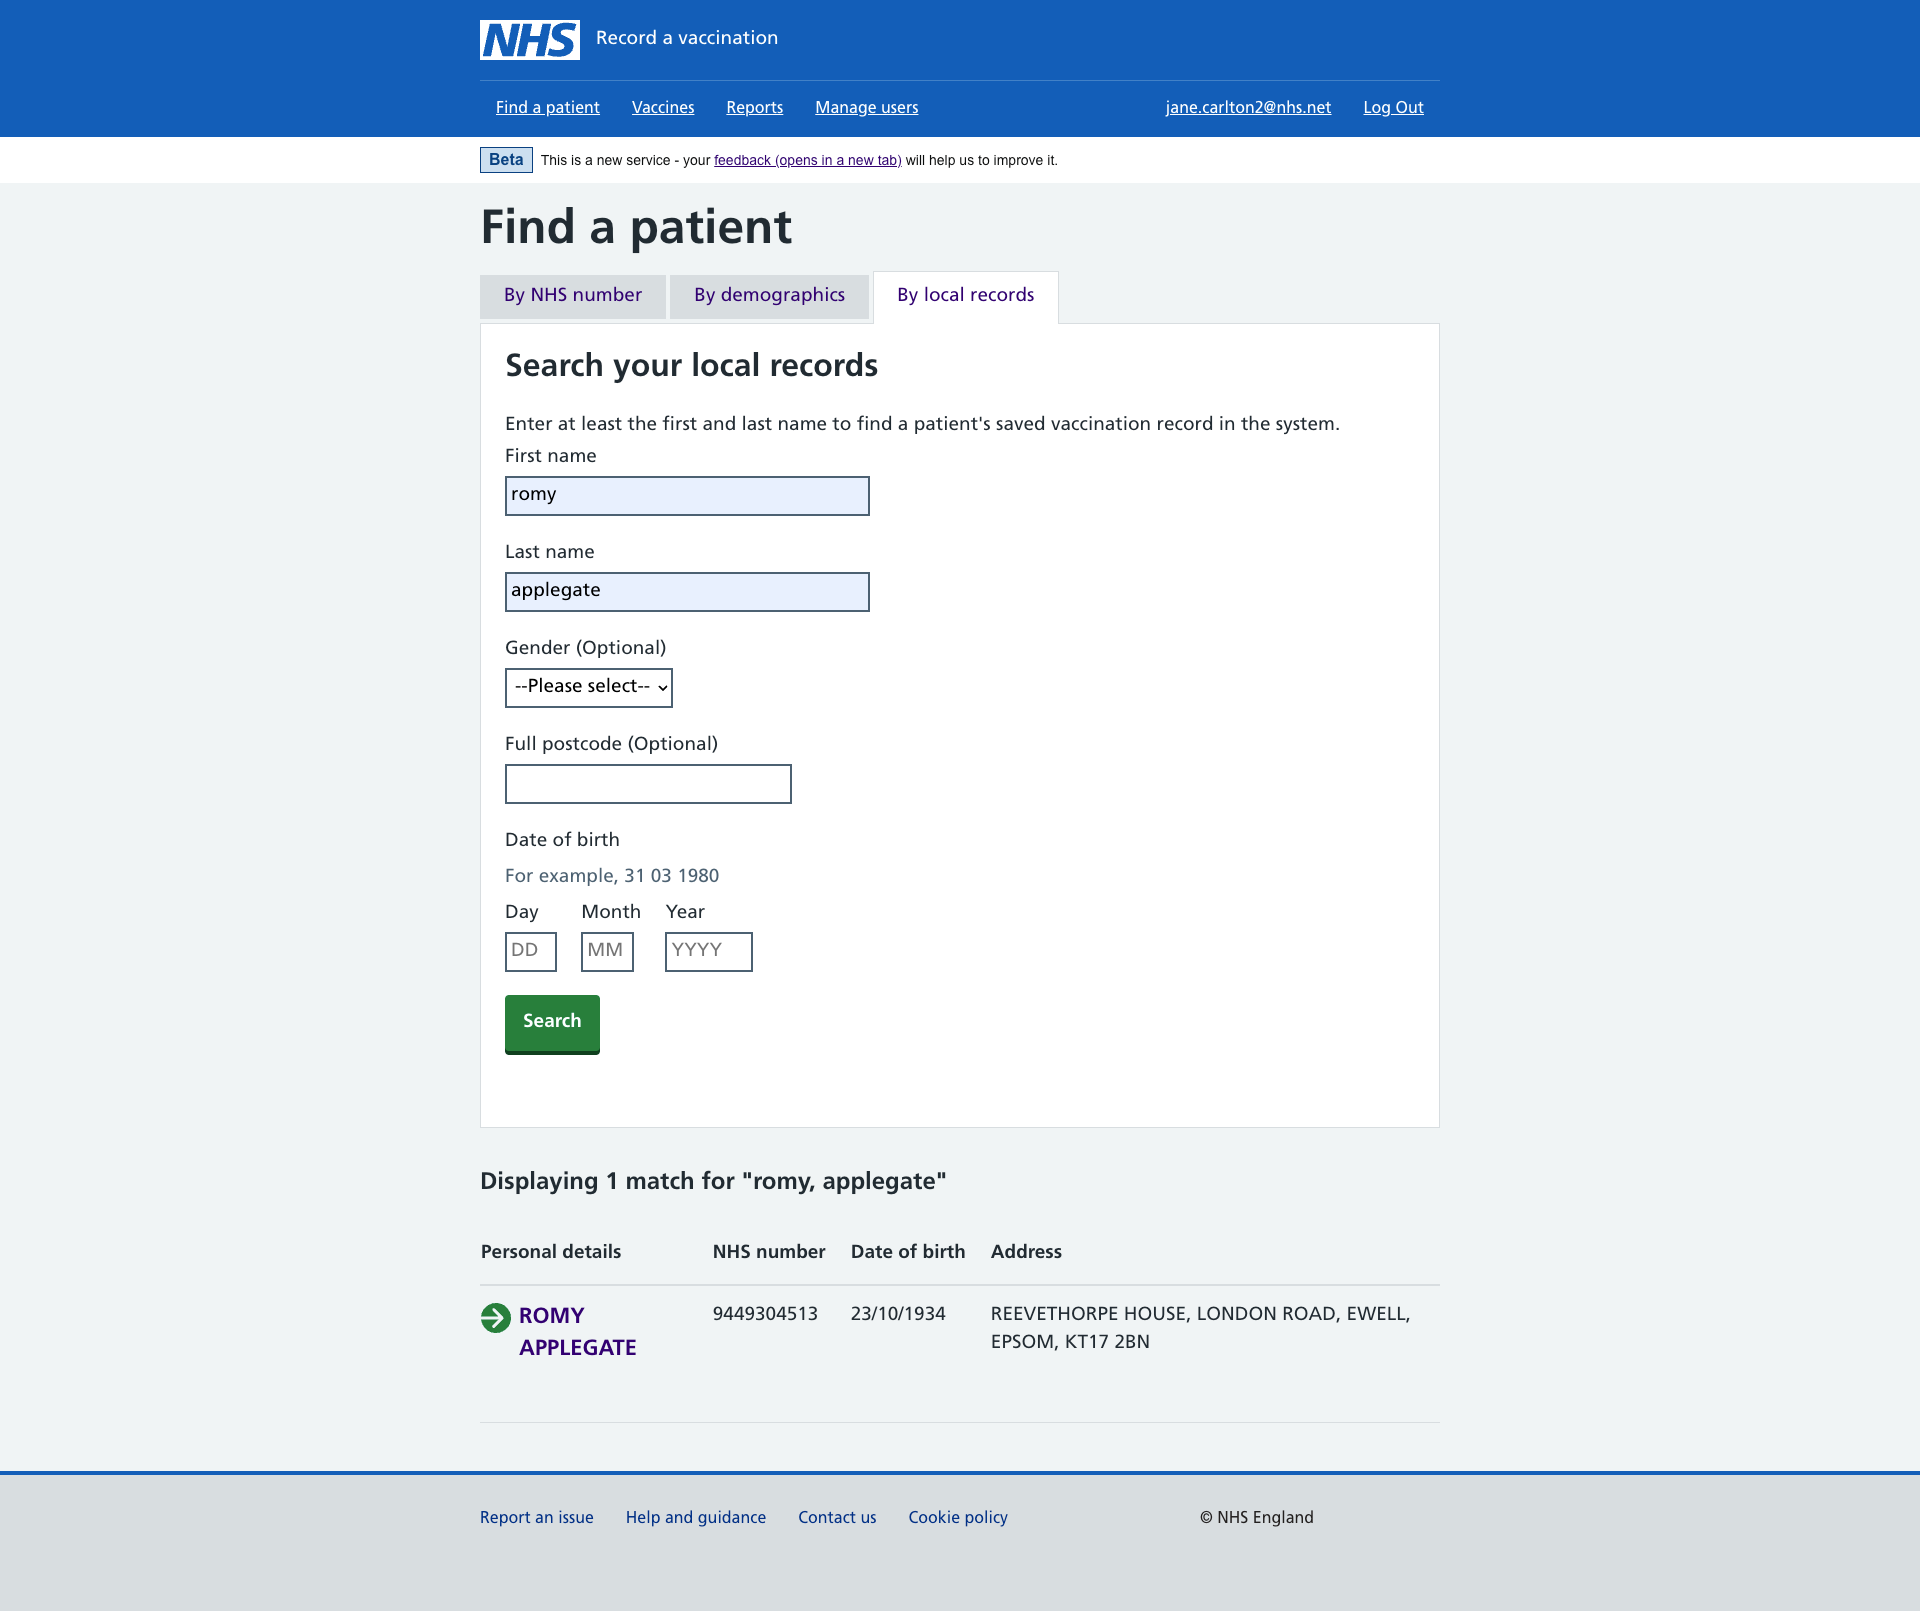 NHS Record a vaccination
Find a patient Vaccines Reports Manage users jane.carlton2@nhs.net Log Out
Beta This is a new service - your feedback (opens in a new tab) will help us to improve it.
Find a patient
By NHS number By demographics By local records
Search your local records
Enter at least the first and last name to find a patient's saved vaccination record in the system.
First name
romy
Last name
applegate
Gender (Optional)
--Please select--
Full postcode (Optional)
Date of birth
For example, 31 03 1980
Day Month Year
DD MM YYYY
Search
Displaying 1 match for "romy, applegate"
Personal details NHS number Date of birth Address
ROMY 9449304513 23/10/1934 REEVETHORPE HOUSE, LONDON ROAD, EWELL,
APPLEGATE EPSOM, KT17 2BN
Report an issue Help and guidance Contact us Cookie policy © NHS England